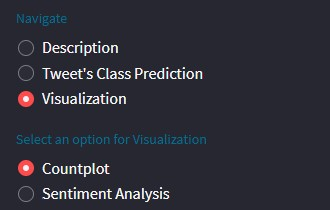 Navigate
Description
Tweet's Class Prediction
Visualization
Select an option for Visualization
Countplot
Sentiment Analysis